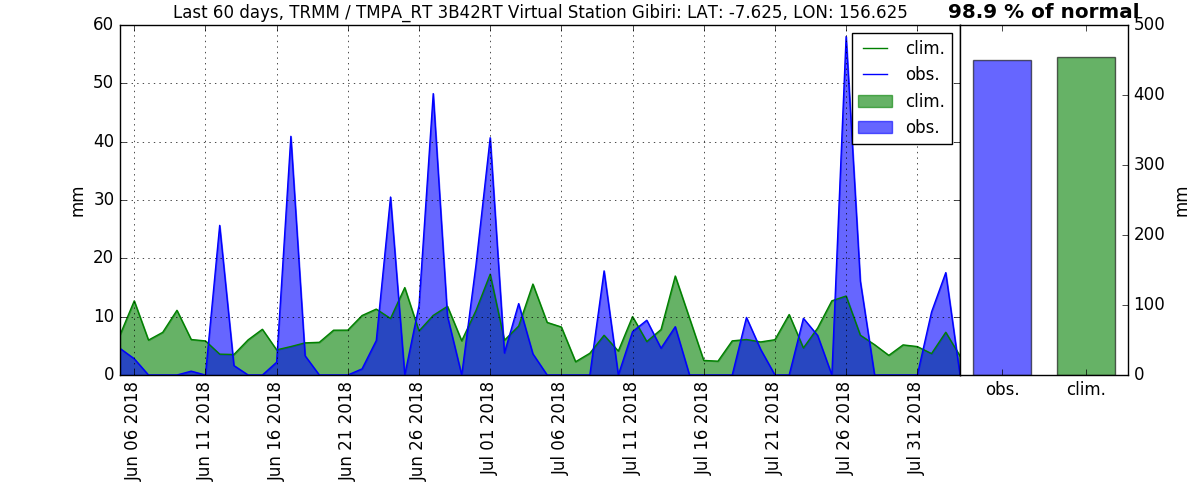 Last 60 days, TRMM / TMPA_RT 3B42RT Virtual Station Gibiri: LAT: -7.625, LON: 156.625
98.9 % of normal
60
50
40
30
20
10
0
mm
clim.
obs.
clim.
obs.
500
400
300
200
100
0
mm
obs.
clim.
Jun 06 2018
Jun 11 2018
Jun 16 2018
Jun 21 2018
Jun 26 2018
Jul 01 2018
Jul 06 2018
Jul 11 2018
Jul 16 2018
Jul 21 2018
Jul 26 2018
Jul 31 2018